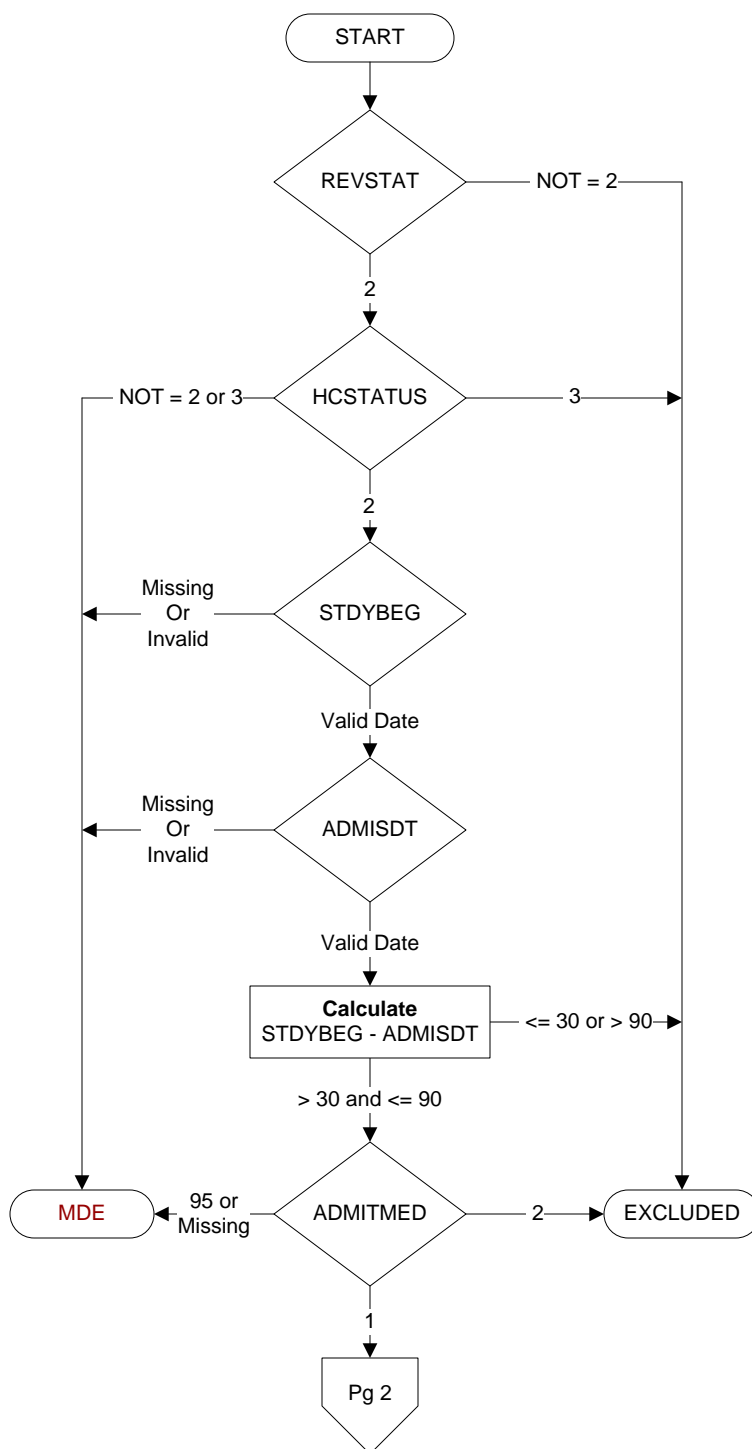 START
REVSTAT
NOT = 2
2
NOT = 2 or 3
HCSTATUS
3
2
Missing
Or
Invalid
STDYBEG
Valid Date
Missing
Or
Invalid
ADMISDT
Valid Date
Calculate
STDYBEG - ADMISDT
<= 30 or > 90
> 30 and <= 90
MDE
95 or
Missing
ADMITMED
2
EXCLUDED
1
Pg 2